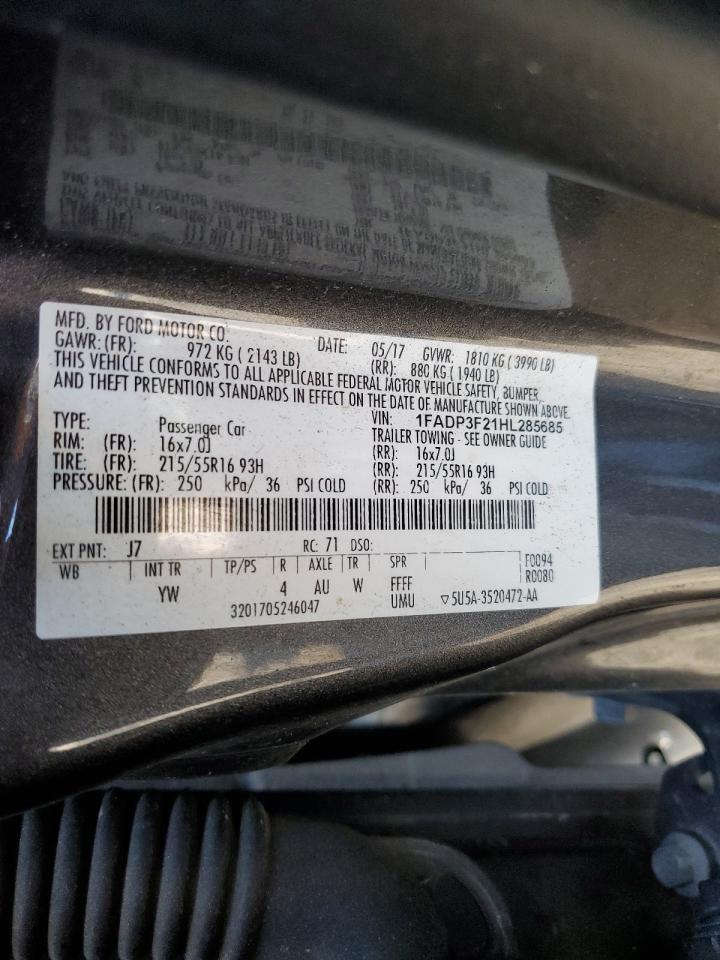 MFD. BY FORD MOTOR CO.
DATE: 05/17 GVWR: 1810 KG ( 3990 LB)
GAWR: (FR): 972 KG ( 2143 LB) (RR): 880 KG ( 1940 LB)
THIS VEHICLE CONFORMS TO ALL APPLICABLE FEDERAL MOTOR VEHICLE SAFETY, BUMPER,
AND THEFT PREVENTION STANDARDS IN EFFECT ON THE DATE OF MANUFACTURE SHOWN ABOVE.
VIN: 1FADP3F21HL285685
TYPE: Passenger Car TRAILER TOWING - SEE OWNER GUIDE
RIM: (FR): 16x7.0J (RR): 16x7.0J
TIRE: (FR): 215/55R16 93H (RR): 215/55R16 93H
PRESSURE: (FR): 250 kPa/ 36 PSI COLD (RR): 250 kPa/ 36 PSI COLD
EXT PNT: J7 RC: 71 DSO: F0094
WB INT TR TP/PS R AXLE TR SPR R0080
YW 4 AU W FFFF
UMU
3201705246047 ▽5U5A-3520472-AA